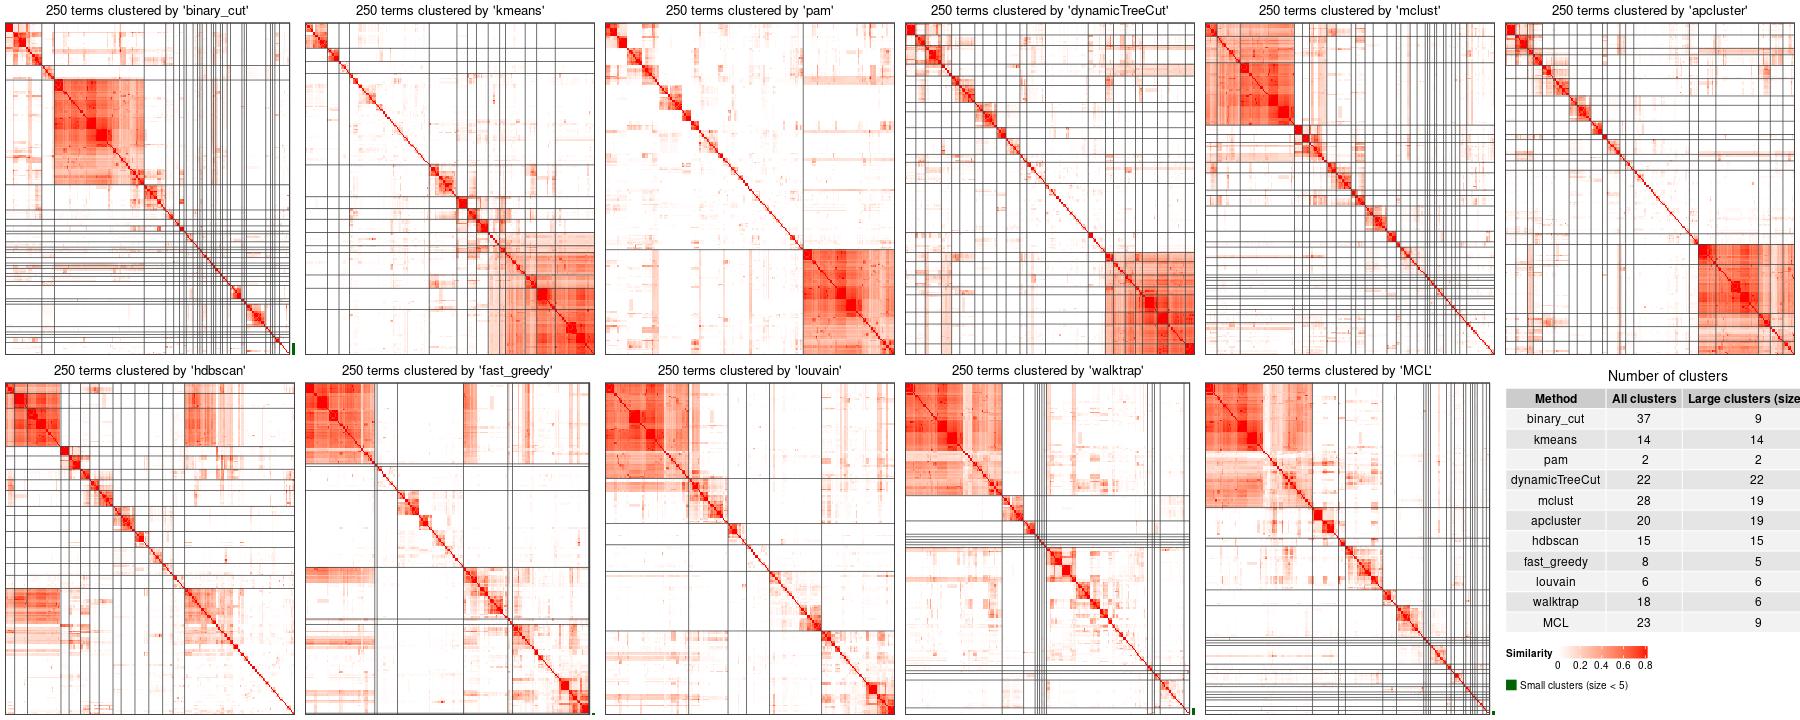 250 terms clustered by 'binary_cut'
250 terms clustered by 'kmeans'
250 terms clustered by 'pam'
250 terms clustered by 'dynamicTreeCut'
250 terms clustered by 'mclust'
250 terms clustered by 'apcluster'
250 terms clustered by 'hdbscan'
250 terms clustered by 'fast_greedy'
250 terms clustered by 'louvain'
250 terms clustered by 'walktrap'
250 terms clustered by 'MCL'
Number of clusters
Method All clusters Large clusters (size
binary_cut 37 9
kmeans 14 14
pam 2 2
dynamicTreeCut 22 22
mclust 28 19
apcluster 20 19
hdbscan 15 15
fast_greedy 8 5
louvain 6 6
walktrap 18 6
MCL 23 9
Similarity
0 0.2 0.4 0.6 0.8
Small clusters (size < 5)